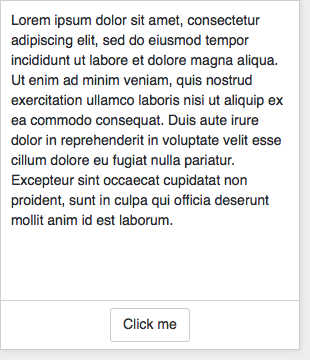 Lorem ipsum dolor sit amet, consectetur
adipiscing elit, sed do eiusmod tempor
incididunt ut labore et dolore magna aliqua.
Ut enim ad minim veniam, quis nostrud
exercitation ullamco laboris nisi ut aliquip ex
ea commodo consequat. Duis aute irure
dolor in reprehenderit in voluptate velit esse
cillum dolore eu fugiat nulla pariatur.
Excepteur sint occaecat cupidatat non
proident, sunt in culpa qui officia deserunt
mollit anim id est laborum.
Click me